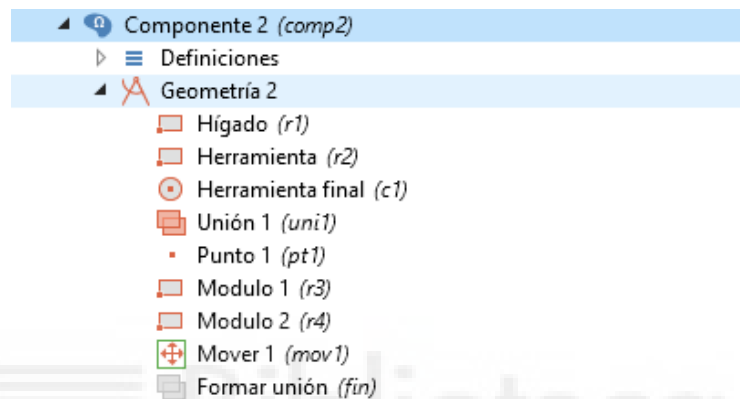 Componente 2 (comp2)
Definiciones
Geometría 2
Hígado (r1)
Herramienta (r2)
Herramienta final (c1)
Unión 1 (uni1)
Punto 1 (pt1)
Modulo 1 (r3)
Modulo 2 (r4)
Mover 1 (mov1)
Formar unión (fin)